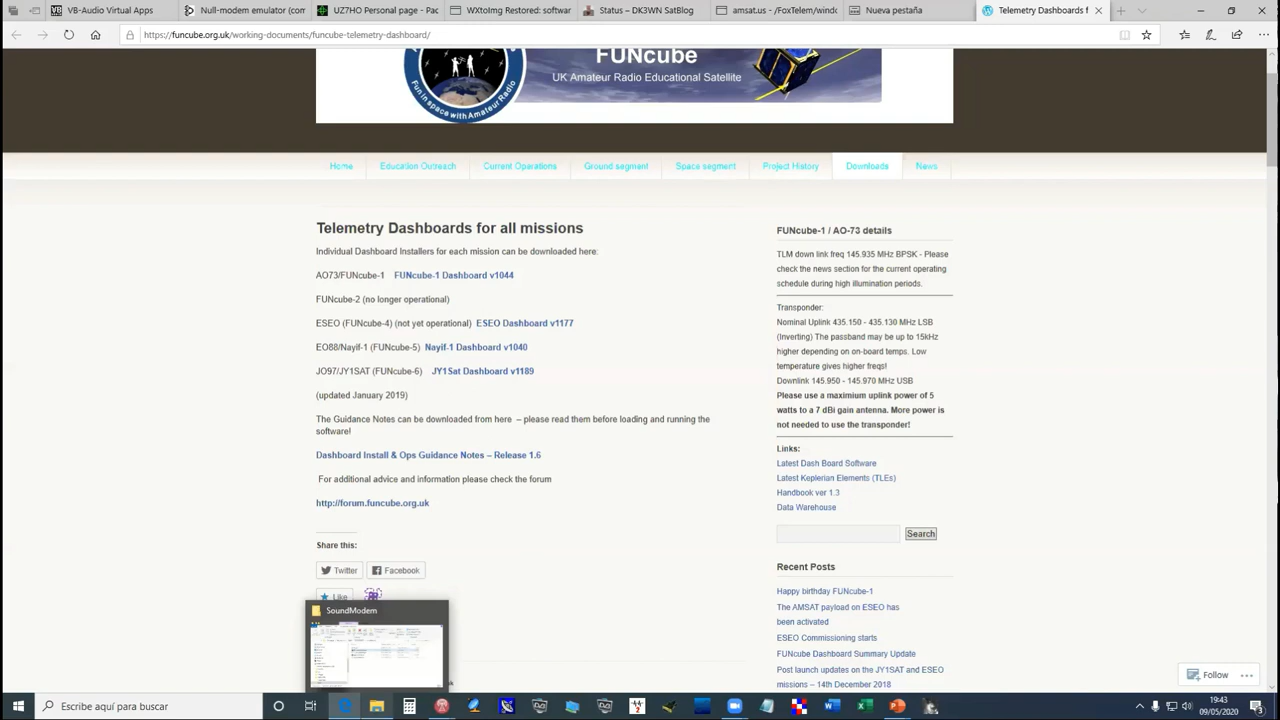 VB-Audio Virtual Apps
Null-modem emulator (com
UZ7HO Personal page - Pac
WXtoImg Restored: softwar
Status – DK3WN SatBlog
amsat.us - /FoxTelem/windo
Nueva pestaña
Telemetry Dashboards f
https://funcube.org.uk/working-documents/funcube-telemetry-dashboard/
Fun in space with Amateur Radio
FUNcube
UK Amateur Radio Educational Satellite
Home
Education Outreach
Current Operations
Ground segment
Space segment
Project History
Downloads
News
Telemetry Dashboards for all missions
Individual Dashboard Installers for each mission can be downloaded here:
AO73/FUNcube-1 FUNcube-1 Dashboard v1044
FUNcube-2 (no longer operational)
ESEO (FUNcube-4) (not yet operational) ESEO Dashboard v1177
EO88/Nayif-1 (FUNcube-5) Nayif-1 Dashboard v1040
JO97/JY1SAT (FUNcube-6) JY1Sat Dashboard v1189
(updated January 2019)
The Guidance Notes can be downloaded from here – please read them before loading and running the
software!
Dashboard Install & Ops Guidance Notes – Release 1.6
For additional advice and information please check the forum
http://forum.funcube.org.uk
Share this:
Twitter
Facebook
Like
SoundModem
FUNcube-1 / AO-73 details
TLM down link freq 145.935 MHz BPSK - Please
check the news section for the current operating
schedule during high illumination periods.
Transponder:
Nominal Uplink 435.150 - 435.130 MHz LSB
(Inverting) The passband may be up to 15kHz
higher depending on on-board temps. Low
temperature gives higher freqs!
Downlink 145.950 - 145.970 MHz USB
Please use a maximium uplink power of 5
watts to a 7 dBi gain antenna. More power is
not needed to use the transponder!
Links:
Latest Dash Board Software
Latest Keplerian Elements (TLEs)
Handbook ver 1.3
Data Warehouse
Search
Recent Posts
Happy birthday FUNcube-1
The AMSAT payload on ESEO has
been activated
ESEO Commissioning starts
FUNcube Dashboard Summary Update
Post launch updates on the JY1SAT and ESEO
missions – 14th December 2018
Follow
Escribe aquí para buscar
19:43
09/05/2020